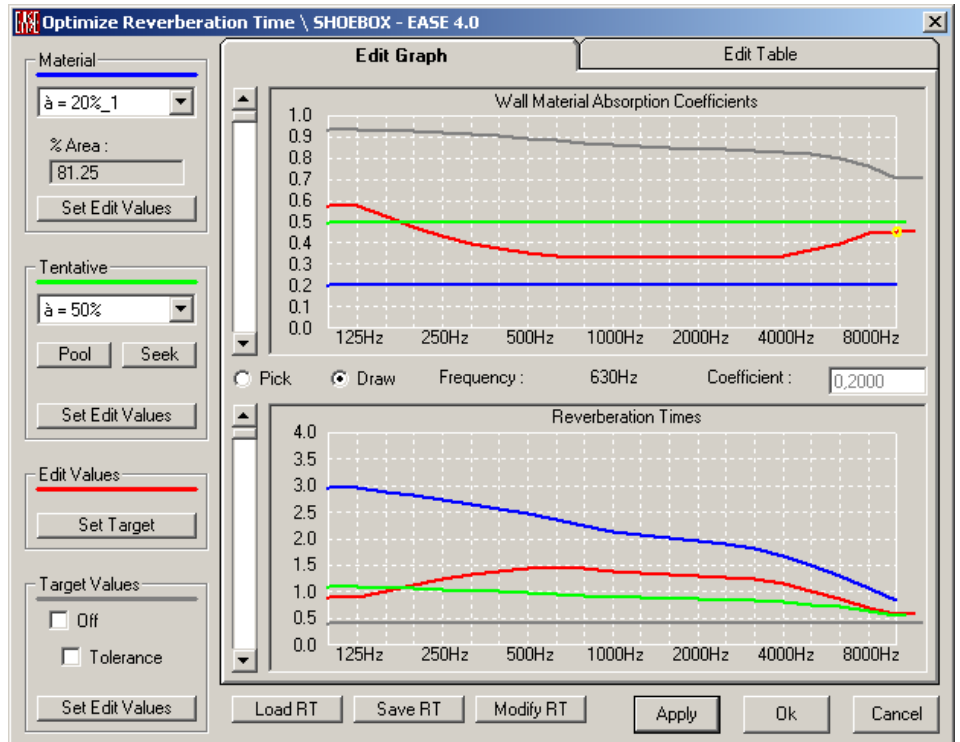 Optimize Reverberation Time \ SHOEBOX - EASE 4.0
Edit Graph
Edit Table
Material
à = 20%_1
% Area :
81.25
Set Edit Values
Tentative
à = 50%
Pool
Seek
Set Edit Values
Edit Values
Set Target
Target Values
Off
Tolerance
Set Edit Values
Wall Material Absorption Coefficients
1.0
0.9
0.8
0.7
0.6
0.5
0.4
0.3
0.2
0.1
0.0
125Hz 250Hz 500Hz 1000Hz 2000Hz 4000Hz 8000Hz
Pick Draw Frequency : 630Hz Coefficient : 0,2000
Reverberation Times
4.0
3.5
3.0
2.5
2.0
1.5
1.0
0.5
0.0
125Hz 250Hz 500Hz 1000Hz 2000Hz 4000Hz 8000Hz
Load RT Save RT Modify RT Apply Ok Cancel